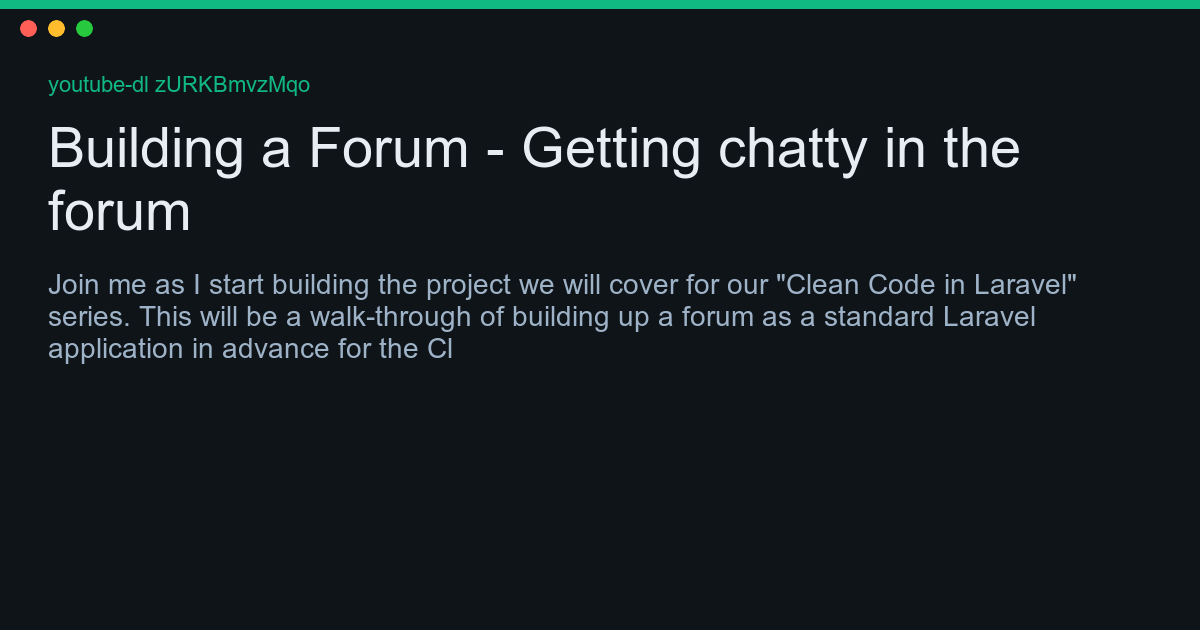 youtube-dl zURKBmvzMqo
Building a Forum - Getting chatty in the
forum
Join me as I start building the project we will cover for our "Clean Code in Laravel"
series. This will be a walk-through of building up a forum as a standard Laravel
application in advance for the Cl